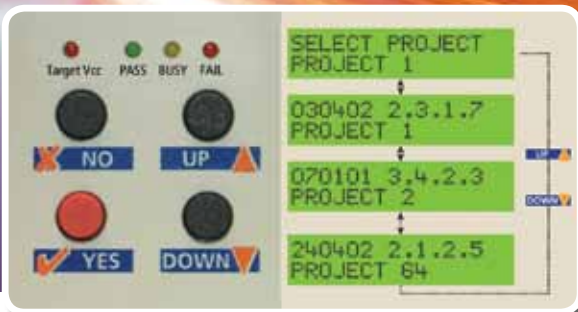 Target Vcc PASS BUSY FAIL
NO UP
YES DOWN
SELECT PROJECT
PROJECT 1
030402 2.3.1.7
PROJECT 1
070101 3.4.2.3
PROJECT 2
240402 2.1.2.5
PROJECT 64
UP
DOWN